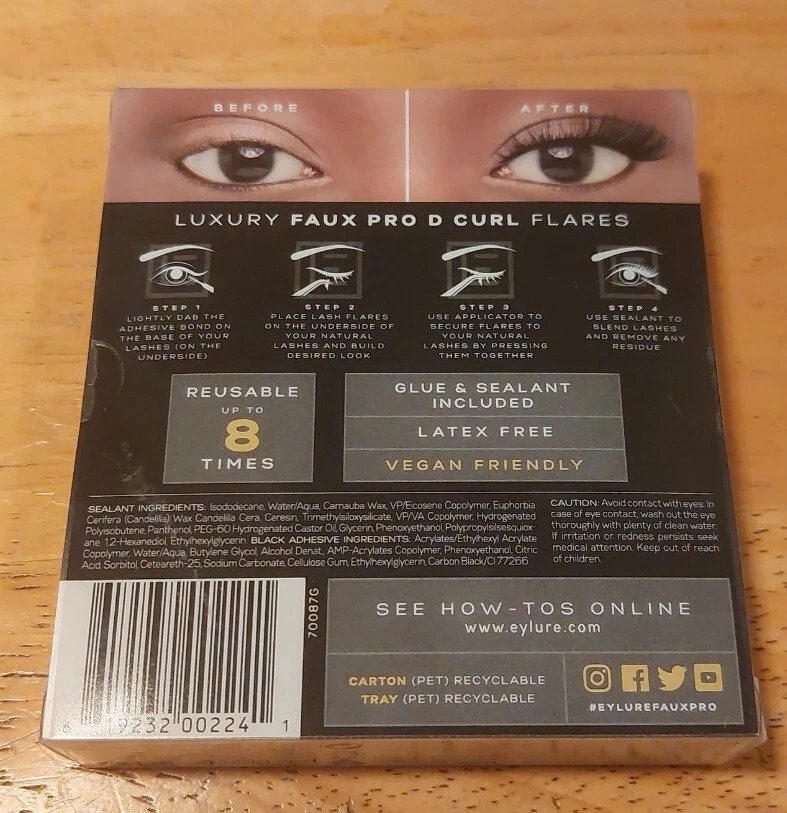 BEFORE
AFTER
LUXURY FAUX PRO D CURL FLARES
STEP 1
LIGHTLY DAB THE
ADHESIVE BOND ON
THE BASE OF YOUR
LASHES (ON THE
UNDERSIDE)
STEP 2
PLACE LASH FLARES
ON THE UNDERSIDE OF
YOUR NATURAL
LASHES AND BUILD
DESIRED LOOK
STEP 3
USE APPLICATOR TO
SECURE FLARES TO
YOUR NATURAL
LASHES BY PRESSING
THEM TOGETHER
STEP 4
USE SEALANT TO
BLEND LASHES
AND REMOVE ANY
RESIDUE
REUSABLE
UP TO
8
TIMES
GLUE & SEALANT
INCLUDED
LATEX FREE
VEGAN FRIENDLY
SEALANT INGREDIENTS: Isododecane, Water/Aqua, Carnauba Wax, VP/Eicosene Copolymer, Euphorbia
Cerifera (Candelilla) Wax Candelilla Cera, Ceresin, Trimethylsiloxysilicate, VP/VA Copolymer, Hydrogenated
Polyisobutene, Panthenol, PEG-60 Hydrogenated Castor Oil, Glycerin, Phenoxyethanol, Polypropylsilsesquiox-
ane, 1,2-Hexanediol, Ethylhexylglycerin. BLACK ADHESIVE INGREDIENTS: Acrylates/Ethylhexyl Acrylate
Copolymer, Water/Aqua, Butylene Glycol, Alcohol Denat., AMP-Acrylates Copolymer, Phenoxyethanol, Citric
Acid, Sorbitol, Ceteareth-25, Sodium Carbonate, Cellulose Gum, Ethylhexylglycerin, Carbon Black/CI 77266
CAUTION: Avoid contact with eyes. In
case of eye contact, wash out the eye
thoroughly with plenty of clean water.
If irritation or redness persists seek
medical attention. Keep out of reach
of children.
19232 00224 1
70087G
SEE HOW-TOS ONLINE
www.eylure.com
CARTON (PET) RECYCLABLE
TRAY (PET) RECYCLABLE
#EYLUREFAUXPRO